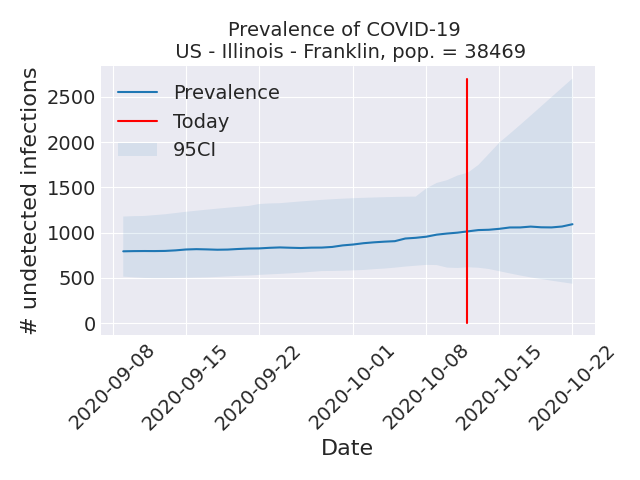 Prevalence of COVID-19
US - Illinois - Franklin, pop. = 38469
# undetected infections
2500
2000
1500
1000
500
0
Prevalence
Today
95CI
2020-09-08
2020-09-15
2020-09-22
2020-10-01
2020-10-08
2020-10-15
2020-10-22
Date